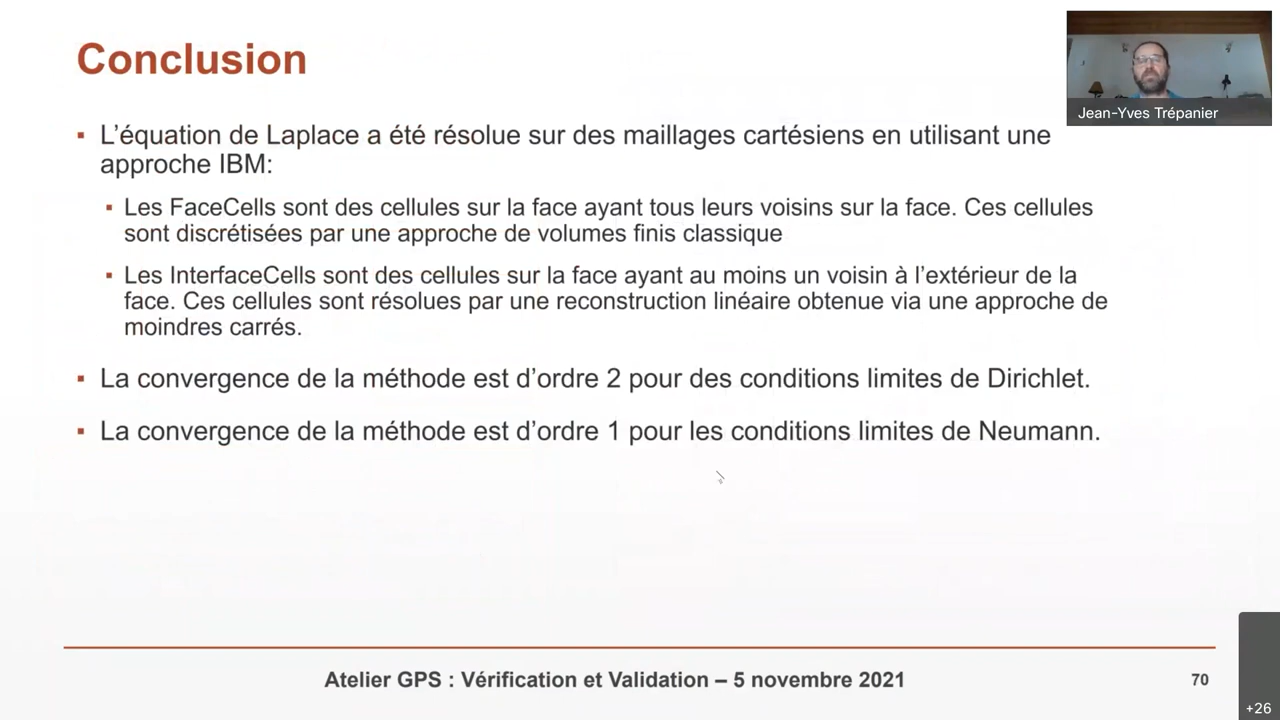 Conclusion
Jean-Yves Trépanier
▪ L’équation de Laplace a été résolue sur des maillages cartésiens en utilisant une
approche IBM:
▪ Les FaceCells sont des cellules sur la face ayant tous leurs voisins sur la face. Ces cellules
sont discrétisées par une approche de volumes finis classique
▪ Les InterfaceCells sont des cellules sur la face ayant au moins un voisin à l’extérieur de la
face. Ces cellules sont résolues par une reconstruction linéaire obtenue via une approche de
moindres carrés.
▪ La convergence de la méthode est d’ordre 2 pour des conditions limites de Dirichlet.
▪ La convergence de la méthode est d’ordre 1 pour les conditions limites de Neumann.
Atelier GPS : Vérification et Validation – 5 novembre 2021
70
+26